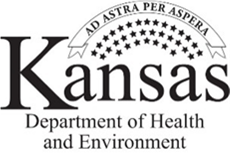 AD ASTRA PER ASPERA
Kansas
Department of Health
and Environment